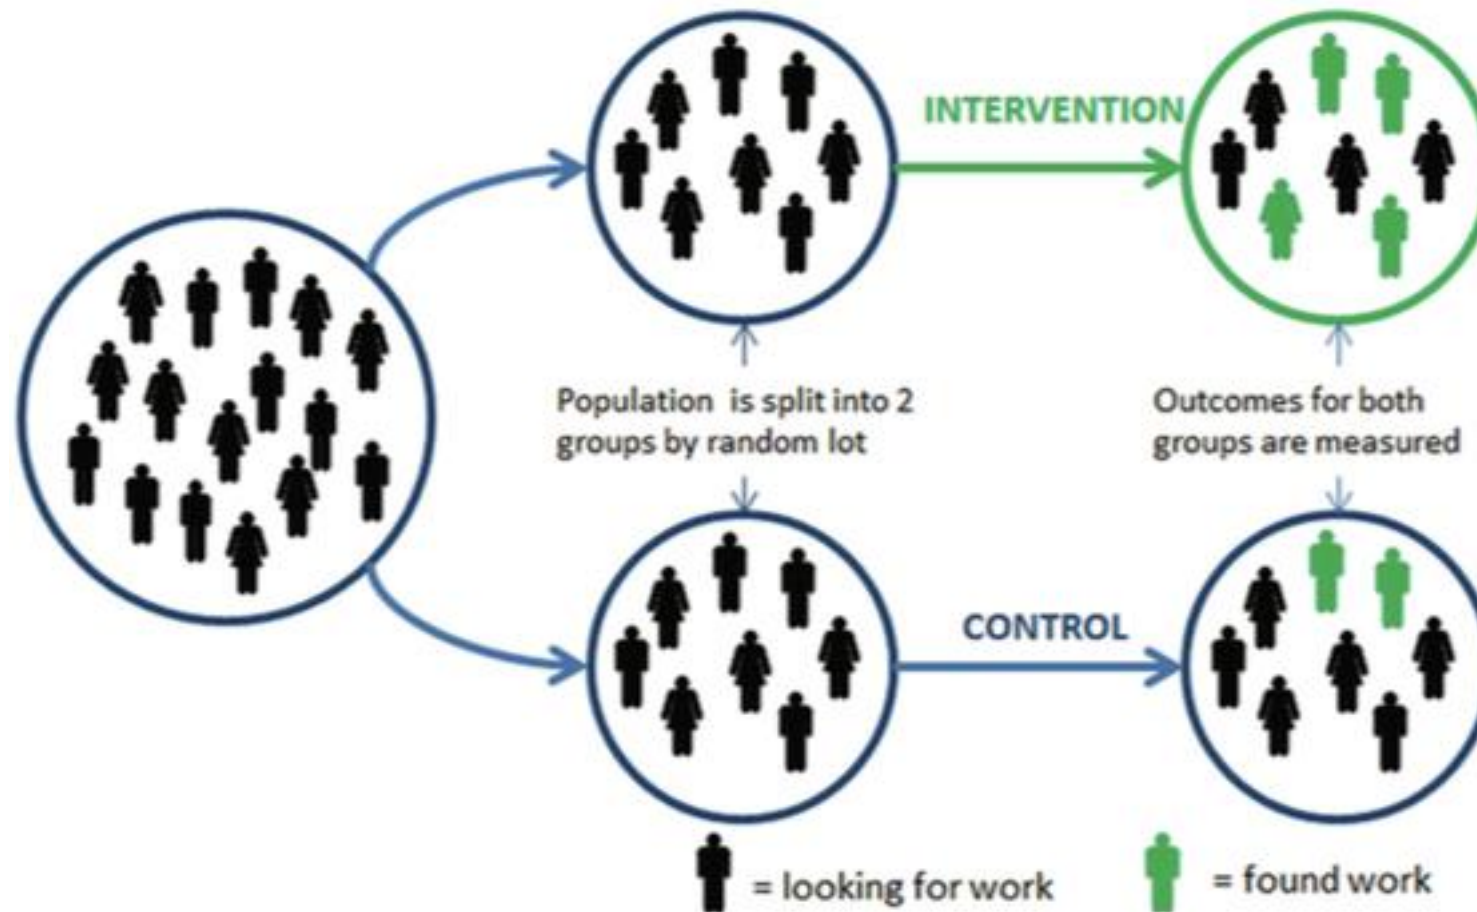 INTERVENTION
Population is split into 2
groups by random lot
Outcomes for both
groups are measured
CONTROL
= looking for work
= found work